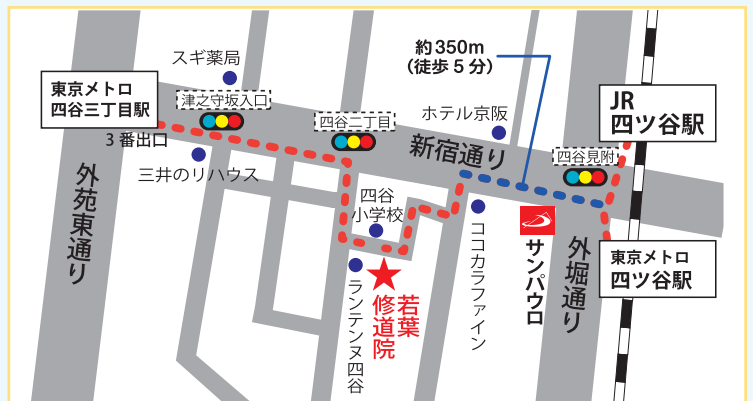 スギ薬局
約350m
(徒歩5分)
東京メトロ
四谷三丁目駅
津之守坂入口
四谷二丁目
ホテル京阪
JR
四ツ谷駅
3番出口
新宿通り
四谷見附
三井のリハウス
外苑東通り
四谷
小学校
ココカラファイン
サンパウロ
外堀通り
東京メトロ
四ツ谷駅
ランテンヌ四谷
若葉
修道院